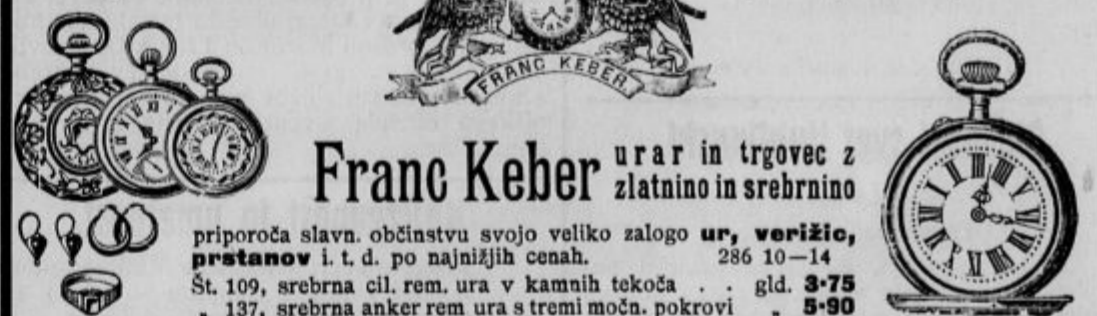 FRANC KEBER.
Franc Keber urar in trgovec z
zlatnino in srebrnino
priporoča slavn. občinstvu svojo veliko zalogo ur, verižic,
prstanov i. t. d. po najnižjih cenah. 286 10—14
Št. 109, srebrna cil. rem. ura v kamnih tekoča . . gld. 3·75
„ 137, srebrna anker rem ura s tremi močn. pokrovi „ 5·90